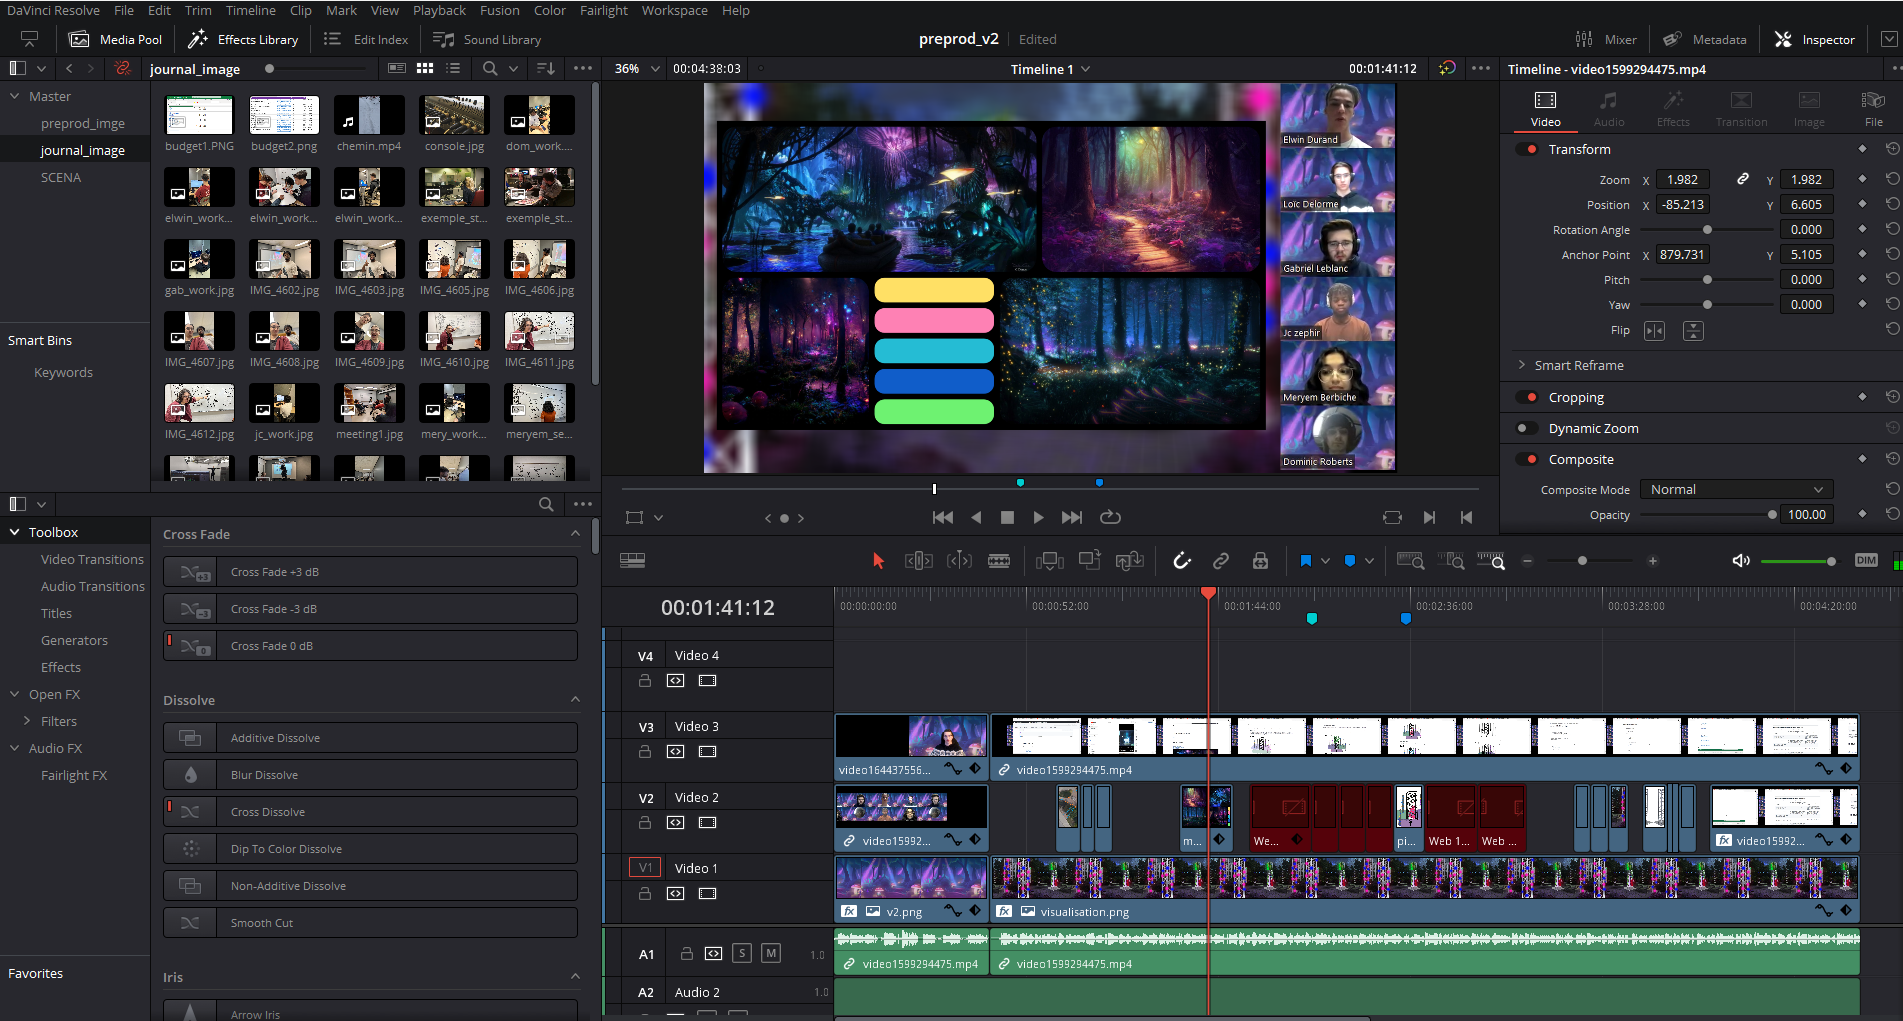 DaVinci Resolve File Edit Trim Timeline Clip Mark View Playback Fusion Color Fairlight Workspace Help
Media Pool Effects Library Edit Index Sound Library preprod_v2 Edited Mixer Metadata Inspector
journal_image 36% 00:04:38:03 Timeline 1 00:01:41:12 Timeline - video1599294475.mp4
Master
preprod_imge
journal_image
SCENA
Smart Bins
Keywords
budget1.PNG budget2.png chemin.mp4 console.jpg dom_work....
elwin_work... elwin_work... elwin_work... exemple_st... exemple_st...
gab_work.jpg IMG_4602.jpg IMG_4603.jpg IMG_4605.jpg IMG_4606.jpg
IMG_4607.jpg IMG_4608.jpg IMG_4609.jpg IMG_4610.jpg IMG_4611.jpg
IMG_4612.jpg jc_work.jpg meeting1.jpg mery_work... meryem_se...
Elwin Durand
Loïc Delorme
Gabriel Leblanc
Jc zephir
Meryem Berbiche
Dominic Roberts
Video Audio Effects Transition Image File
Transform
Zoom X 1.982 Y 1.982
Position X -85.213 Y 6.605
Rotation Angle 0.000
Anchor Point X 879.731 Y 5.105
Pitch 0.000
Yaw 0.000
Flip
Smart Reframe
Cropping
Dynamic Zoom
Composite
Composite Mode Normal
Opacity 100.00
Toolbox
Video Transitions
Audio Transitions
Titles
Generators
Effects
Open FX
Filters
Audio FX
Fairlight FX
Favorites
Cross Fade
+3 Cross Fade +3 dB
-3 Cross Fade -3 dB
0 Cross Fade 0 dB
Dissolve
Additive Dissolve
Blur Dissolve
Cross Dissolve
Dip To Color Dissolve
Non-Additive Dissolve
Smooth Cut
Iris
Arrow Iris
DIM
00:01:41:12 00:00:00:00 00:00:52:00 00:01:44:00 00:02:36:00 00:03:28:00 00:04:20:00
V4 Video 4
V3 Video 3
video164437556... video1599294475.mp4
V2 Video 2
video15992... m... We... pi... Web 1... Web ... fx video15992...
V1 Video 1
fx v2.png fx visualisation.png
A1 S M 1.0
video1599294475.mp4 video1599294475.mp4
A2 Audio 2 1.0